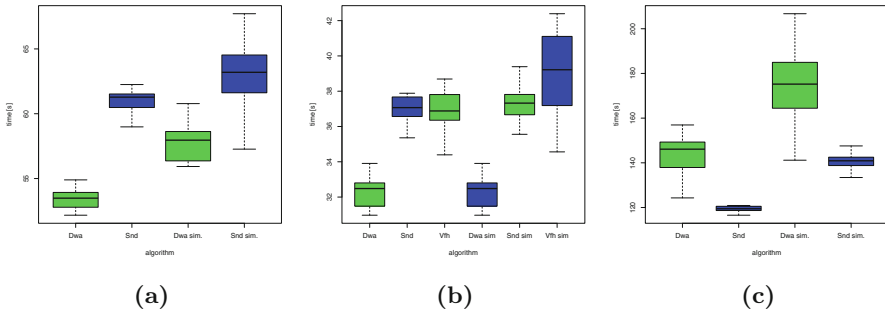 65
60
55
time[s]
Dwa Snd Dwa sim. Snd sim.
algorithm
(a)
42
40
38
36
34
32
time[s]
Dwa Snd Vfh Dwa sim Snd sim Vfh sim
algorithm
(b)
200
180
160
140
120
time[s]
Dwa Snd Dwa sim. Snd sim.
algorithm
(c)